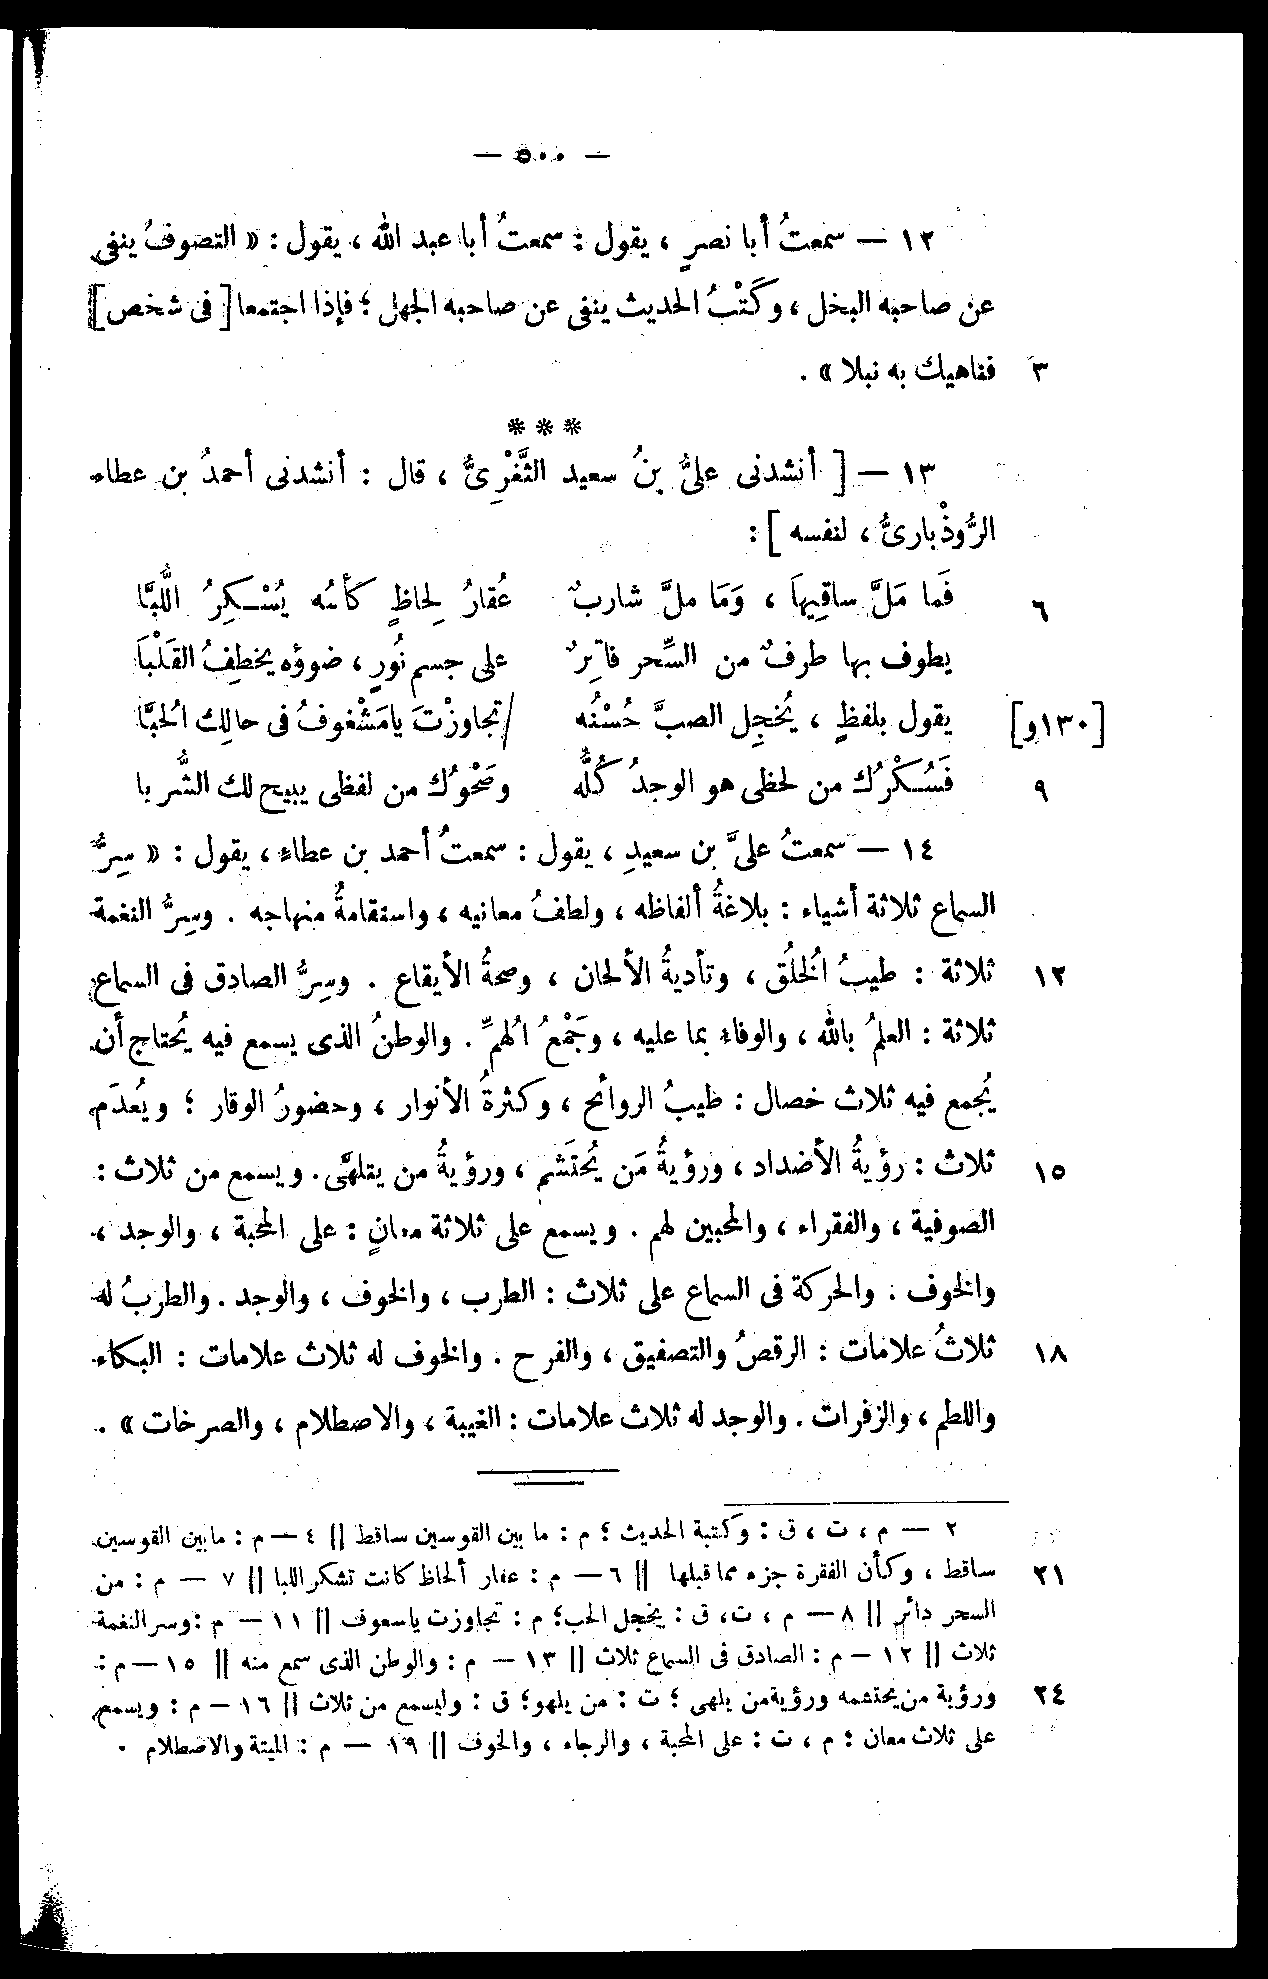 — ٥٠٠ —
١٢ — سمعتُ أبا نصرٍ ، يقول : سمعتُ أبا عبد الله ، يقول : « التصوفُ ينفى
عن صاحبه البخل ، وكَتْبُ الحديث ينفى عن صاحبه الجهل ؛ فإذا اجتمعا [ فى شخص ]
٣ فناهيك به نبلا » .
* * *
١٣ — [ أنشدنى علىُّ بنُ سعيد الثَّغْرِىُّ ، قال : أنشدنى أحمدُ بن عطاء
الرُّوذْبارىُّ ، لنفسه ] :
٦ فَما مَلَّ ساقِيهاَ ، وَمَا ملَّ شاربٌ عُقارُ لِحاظٍ كأسُه يُسْكِرُ اللُّبَّا
يطوف بها طرفٌ من السِّحر فاتِرٌ على جسم نُورٍ ، ضوؤه يخطِفُ القَلْبَا
[١٣٠و] يقول بلفظٍ ، يُخجِل الصبَّ حُسْنُه /تجاوزْتَ يامَشْغوفُ فى حالِك الحُبَّا
٩ فَسُكْرُك من لحظى هو الوجدُ كُلُّه وصَحْوُك من لفظى يبيح لك الشُّربا
١٤ — سمعتُ علىَّ بن سعيدِ ، يقول : سمعتُ أحمد بن عطاءٍ ، يقول : « سِرُّ
السماع ثلاثة أشياء : بلاغةُ ألفاظه ، ولطفُ معانيه ، واستقامةُ منهاجه . وسِرُّ النغمة
١٢ ثلاثة : طيبُ الخُلُق ، وتأديةُ الألحان ، وصحةُ الأيقاع . وسِرُّ الصادق فى السماع
ثلاثة : العلمُ بالله ، والوفاء بما عليه ، وجَمْعُ الهمِّ . والوطنُ الذى يسمع فيه يُحتاج أن
يُجمع فيه ثلاث خصال : طيبُ الروائح ، وكثرةُ الأنوار ، وحضورُ الوقار ؛ ويُعدَم
١٥ ثلاث : رؤيةُ الأضداد ، ورؤيةُ مَن يُحتَشم ، ورؤيةُ من يتلهَّى . ويسمع من ثلاث :
الصوفية ، والفقراء ، والمحبين لهم . ويسمع على ثلاثة معانٍ : على المحبة ، والوجد ،
والخوف . والحركة فى السماع على ثلاث : الطرب ، والخوف ، والوجد . والطربُ له
١٨ ثلاثُ علامات : الرقصُ والتصفيق ، والفرح . والخوف له ثلاث علامات : البكاء
واللطم ، والزفرات . والوجد له ثلاث علامات : الغيبة ، والاصطلام ، والصرخات » .
٢ — م ، ت ، ق : وكتبة الحديث ؛ م : ما بين القوسين ساقط || ٤ — م : مابين القوسين
٢١ ساقط ، وكأن الفقرة جزء مما قبلها || ٦ — م : عقار ألحاظ كانت تشكر اللبا || ٧ — م : من
السحر دائر || ٨ — م ، ت ، ق : يخجل الحب؛ م : تجاوزت ياسعوف || ١١ — م : وسر النغمة
ثلاث || ١٢ — م : الصادق فى السماع ثلاث || ١٣ — م : والوطن الذى سمع منه || ١٥ — م :
٢٤ ورؤية من يحتشمه ورؤية من يلهى ؛ ت : من يلهو؛ ق : وليسمع من ثلاث || ١٦ — م : ويسمع
على ثلاث معان : م ، ت : على المحبة ، والرجاء ، والخوف || ١٩ — م : الميتة والاصطلام .